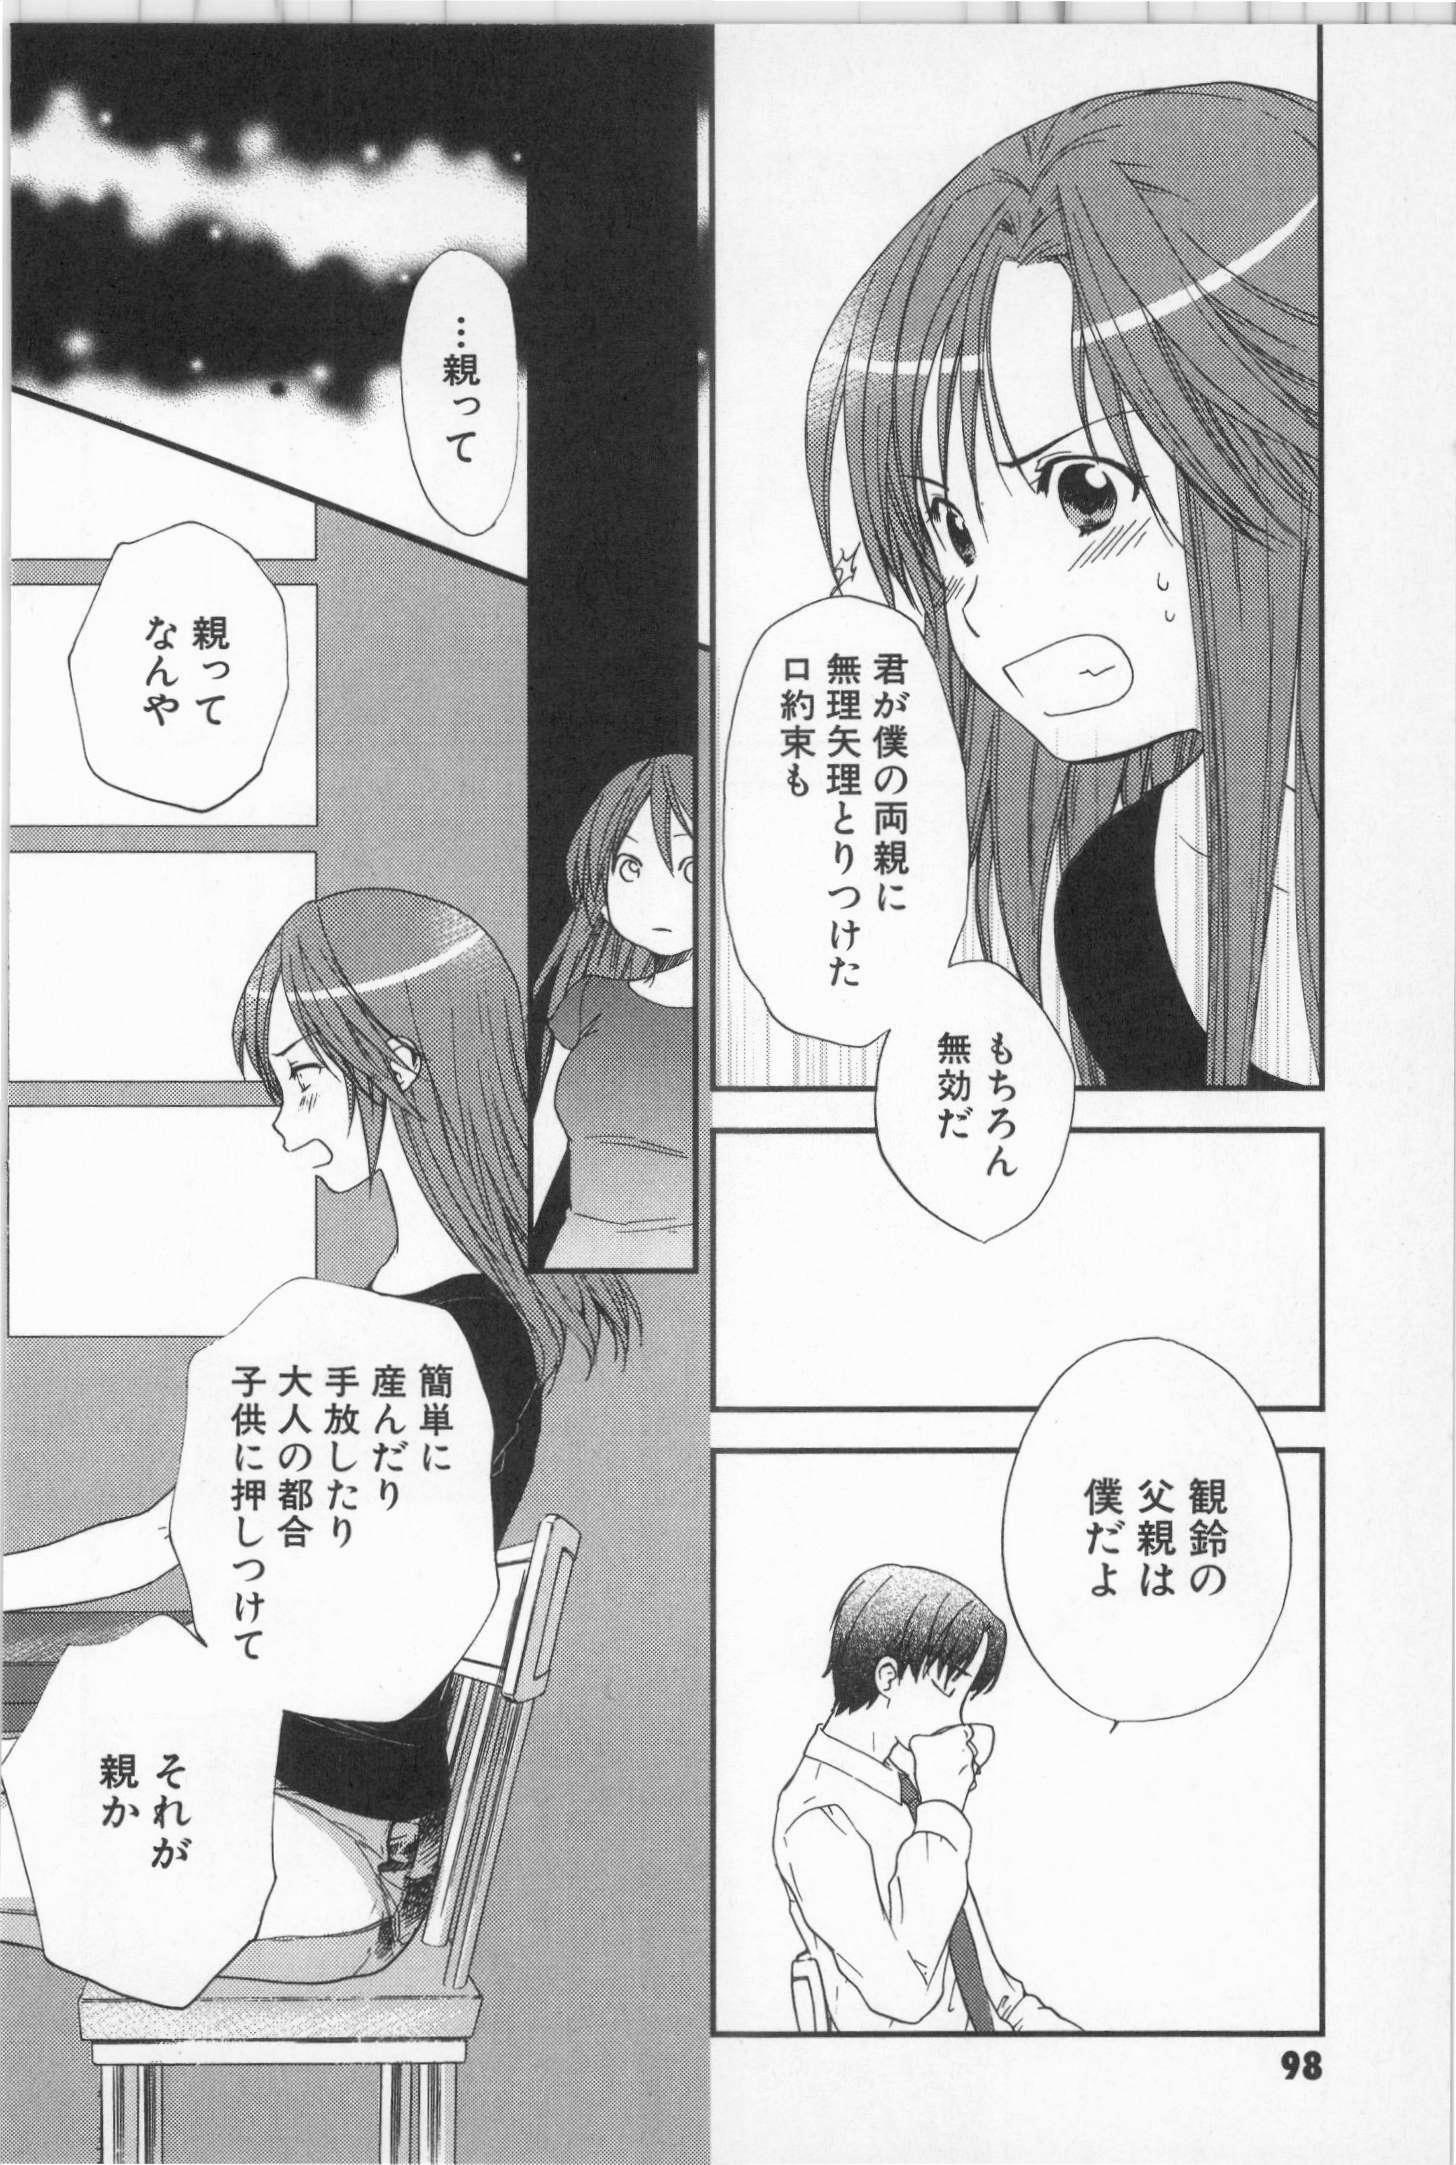 君が僕の両親に
無理矢理とりつけた
口約束も
もちろん
無効だ
観鈴の
父親は
僕だよ
…親って
親って
なんや
簡単に
産んだり
手放したり
大人の都合
子供に押しつけて
それが
親か
98